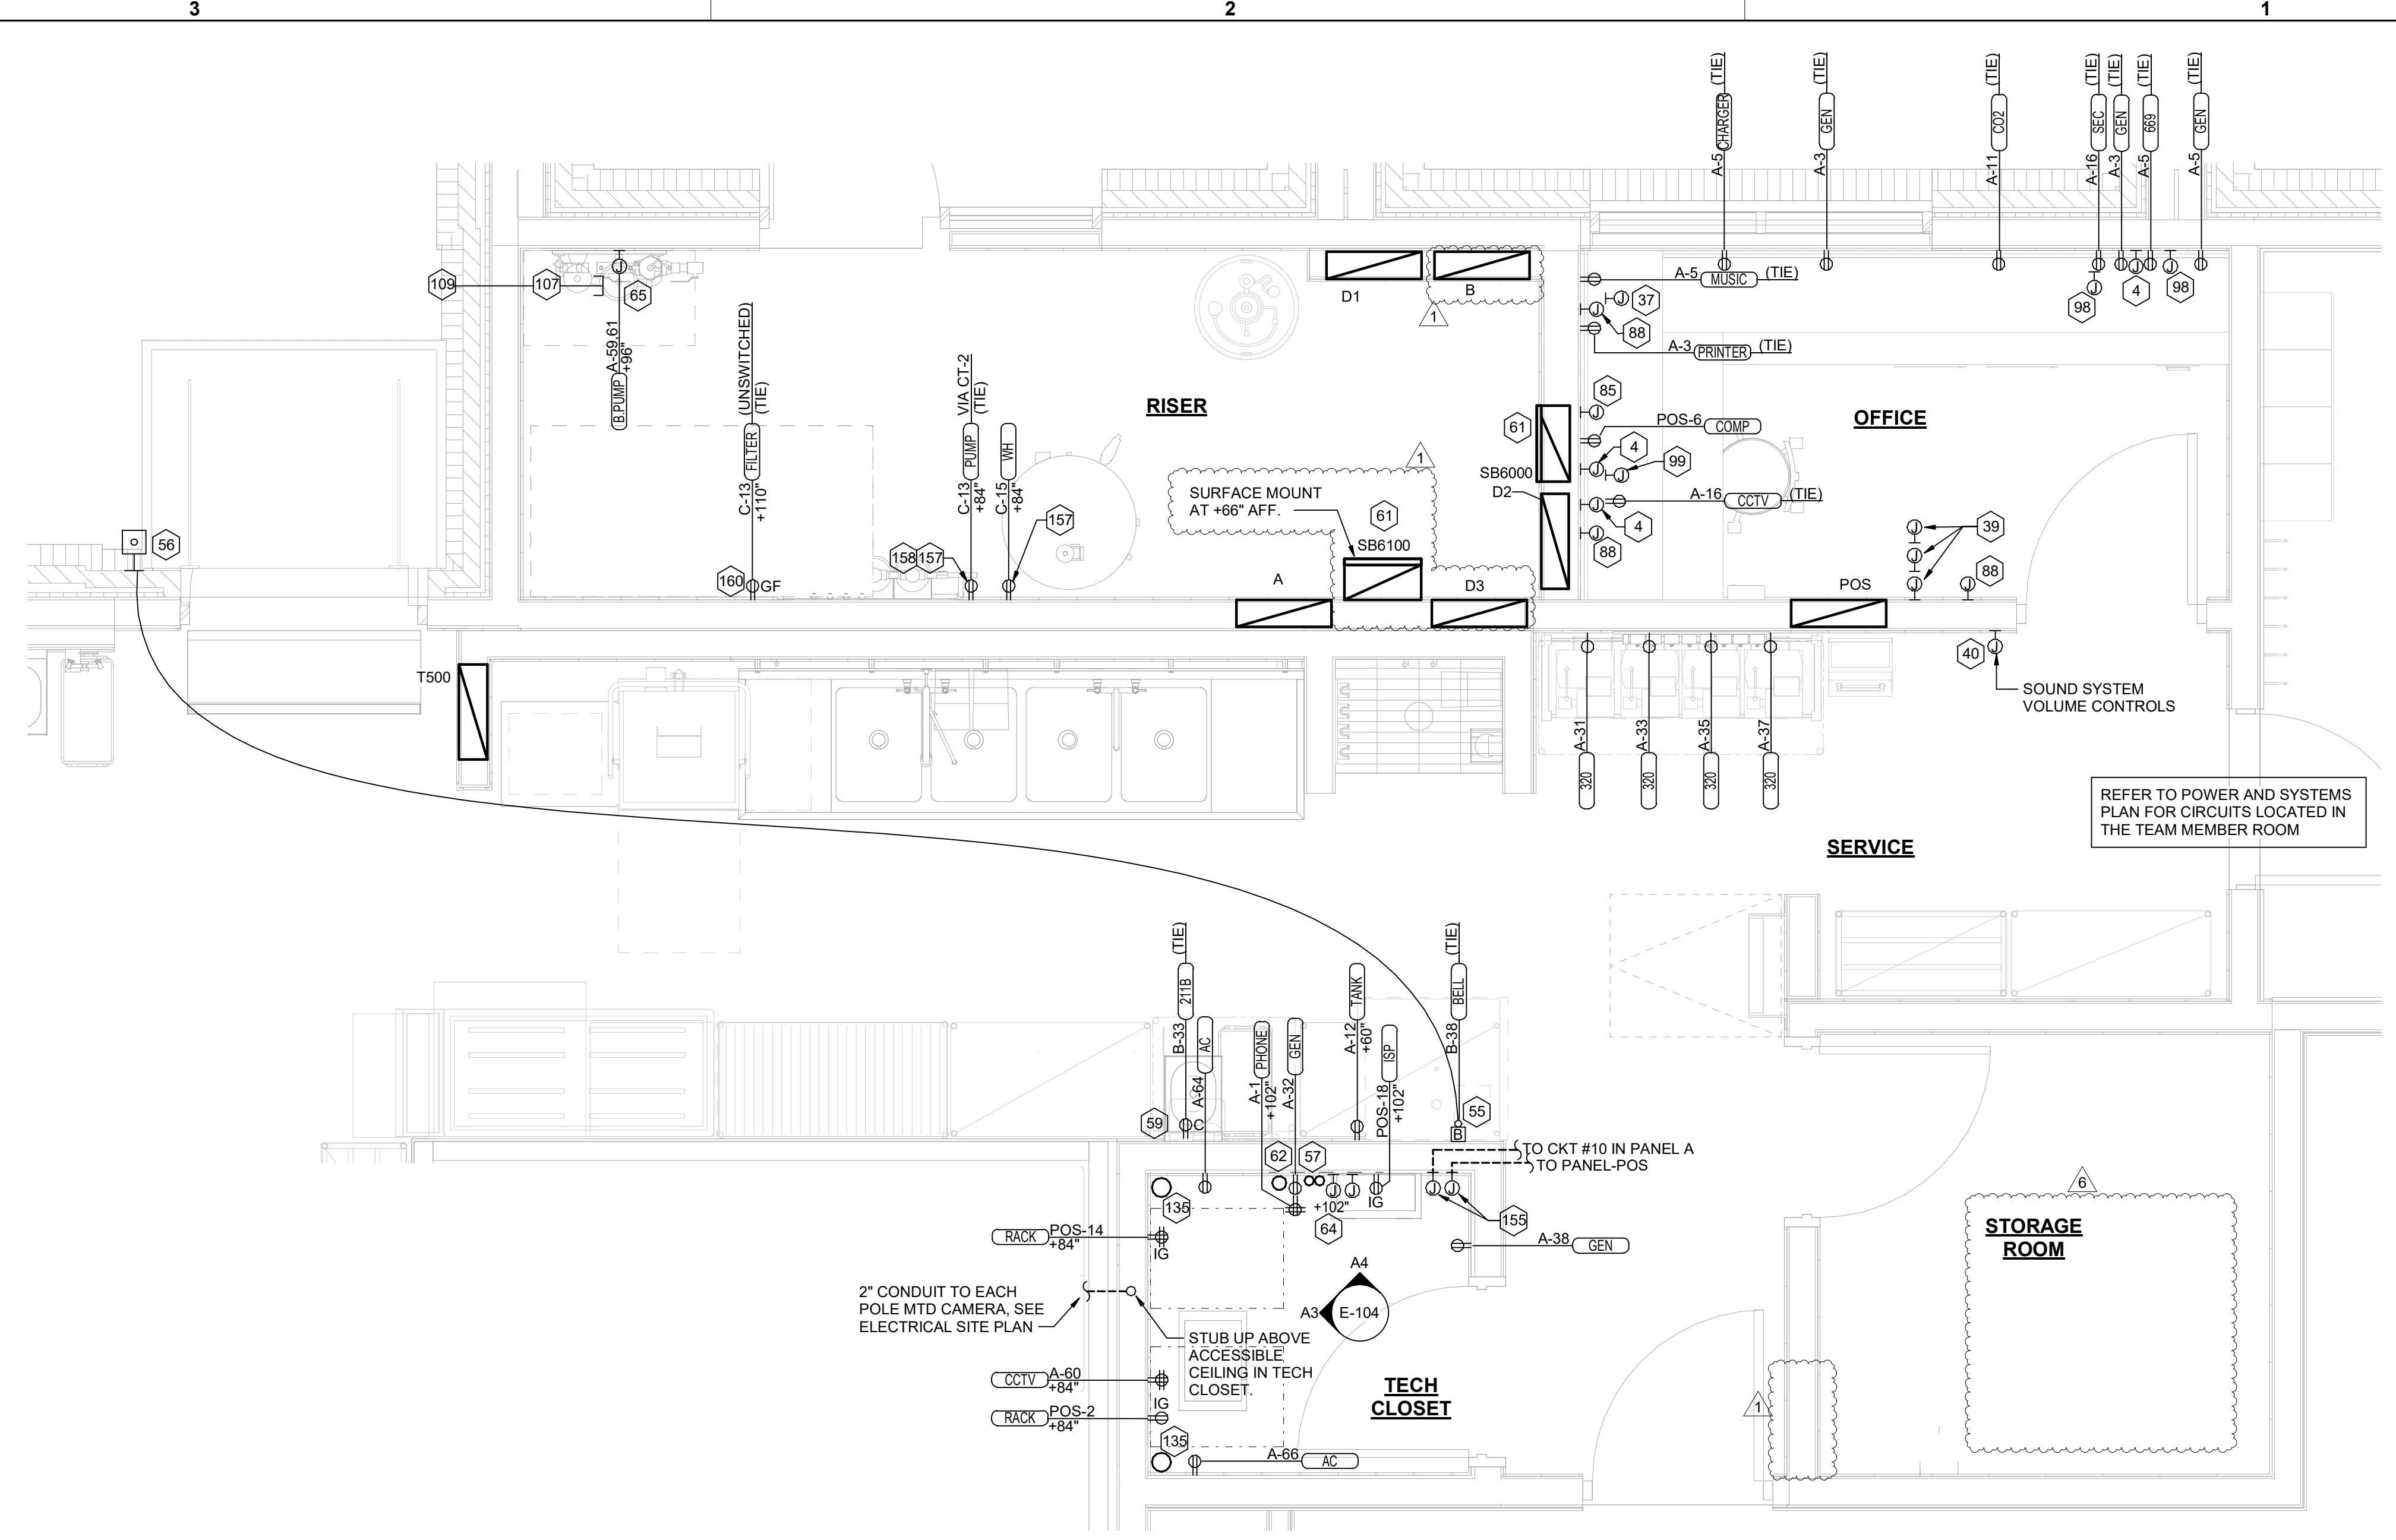 3
2
1
(TIE)
CHARGER
A-5
(TIE)
GEN
A-3
(TIE)
CO2
A-11
(TIE)
SEC
A-16
(TIE)
GEN
A-3
(TIE)
669
A-5
(TIE)
GEN
A-5
109
107
J
65
A-59,61
+96"
B.PUMP
(UNSWITCHED)
(TIE)
FILTER
C-13
+110"
160
GF
VIA CT-2
(TIE)
PUMP
C-13
+84"
WH
C-15
+84"
158
157
157
RISER
D1
B
1
1
SURFACE MOUNT
AT +66" AFF.
61
SB6100
A
D3
61
SB6000
D2
A-5
MUSIC
(TIE)
J
37
J
88
A-3
PRINTER
(TIE)
85
J
POS-6
COMP
4
J
J
99
A-16
CCTV
(TIE)
J
4
J
88
OFFICE
J
98
J
4
J
98
J
39
J
J
J
88
POS
40
J
SOUND SYSTEM
VOLUME CONTROLS
56
T500
A-31
320
A-33
320
A-35
320
A-37
320
REFER TO POWER AND SYSTEMS
PLAN FOR CIRCUITS LOCATED IN
THE TEAM MEMBER ROOM
SERVICE
(TIE)
211B
B-33
59
C
AC
A-64
PHONE
A-1
+102"
GEN
A-32
TANK
A-12
+60"
ISP
POS-18
+102"
(TIE)
BELL
B-38
55
B
TO CKT #10 IN PANEL A
TO PANEL-POS
62
57
J
J
IG
J
J
+102"
64
155
135
RACK
POS-14
+84"
IG
A-38
GEN
2" CONDUIT TO EACH
POLE MTD CAMERA, SEE
ELECTRICAL SITE PLAN
STUB UP ABOVE
ACCESSIBLE
CEILING IN TECH
CLOSET.
A4
A3
E-104
CCTV
A-60
+84"
IG
RACK
POS-2
+84"
135
A-66
AC
TECH
CLOSET
1
6
STORAGE
ROOM